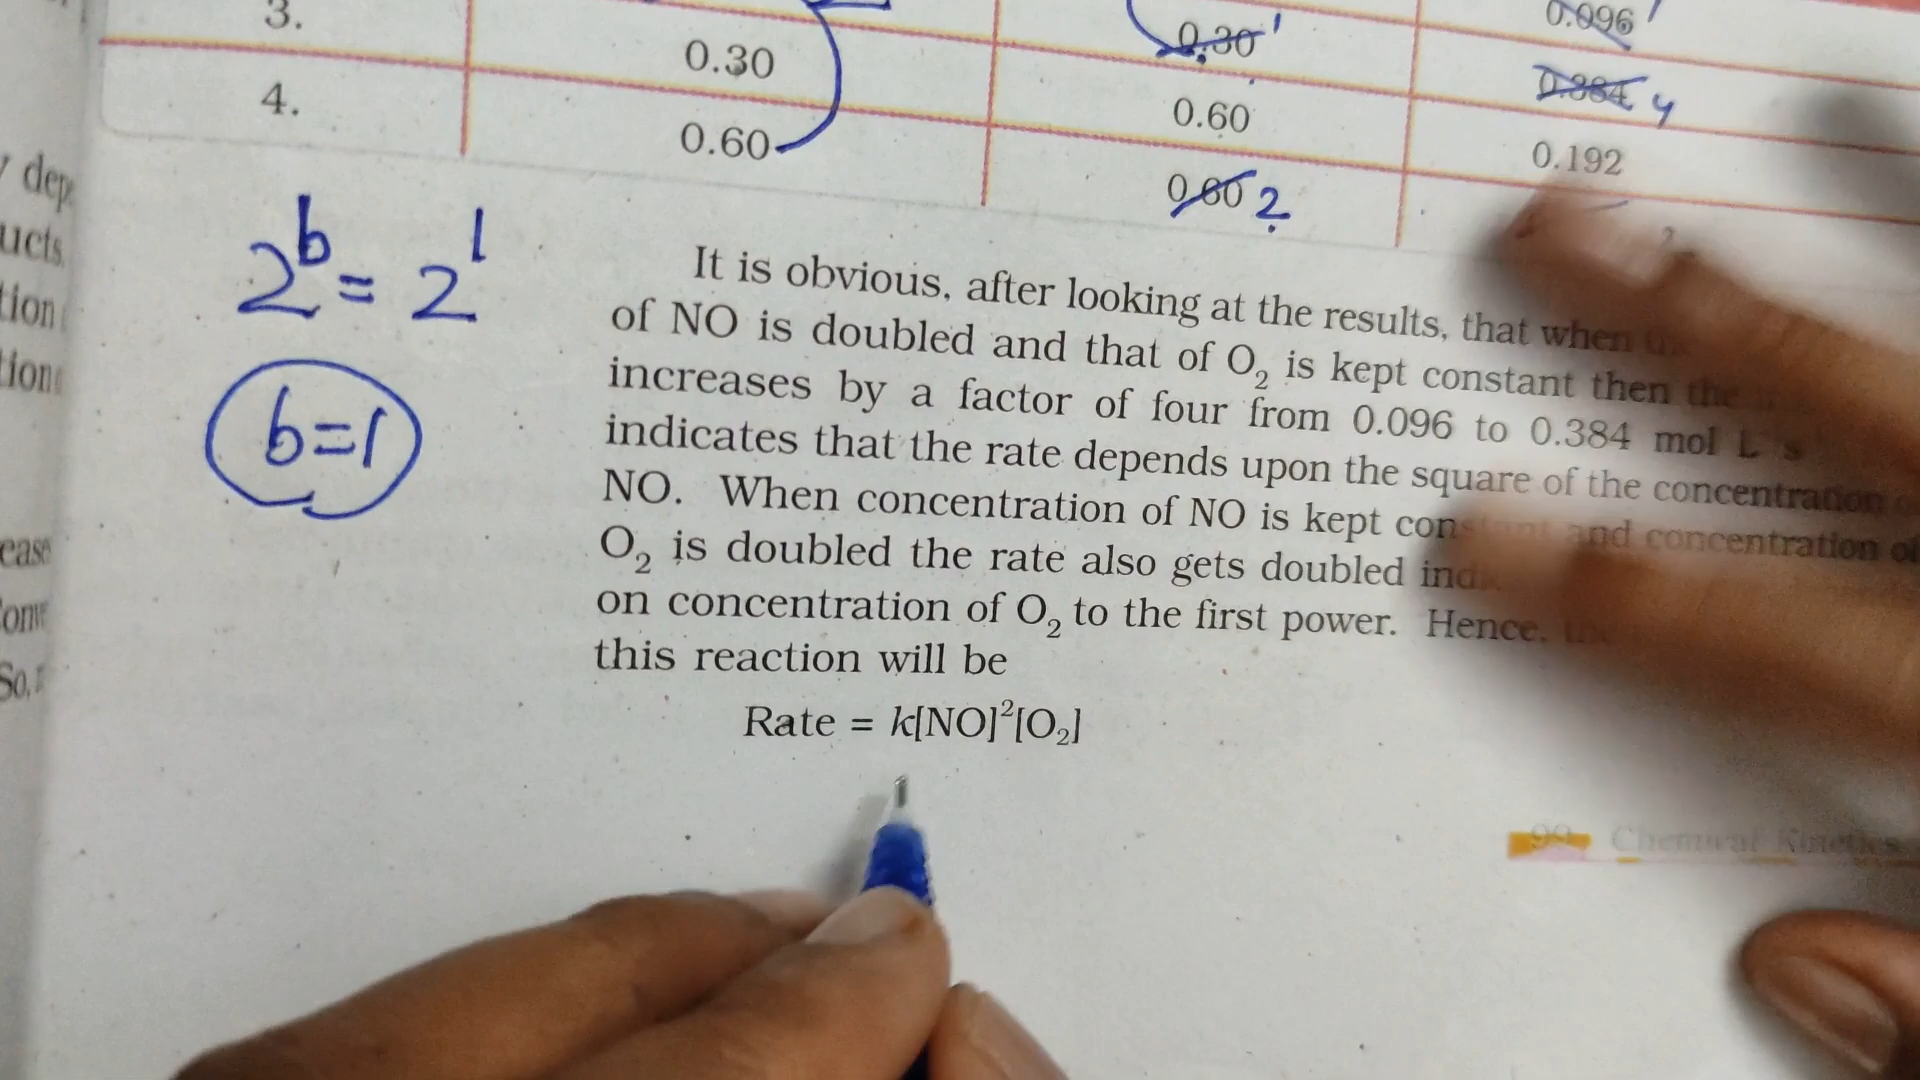 3. 0.30 0.30 1 0.096 1
4. 0.60 0.60 0.384 4
0.60 2 0.192
dep
ucts
tion
tion
ease
So,
2^b = 2^1
b=1
It is obvious, after looking at the results, that when
of NO is doubled and that of O₂ is kept constant then the
increases by a factor of four from 0.096 to 0.384 mol L s
indicates that the rate depends upon the square of the concentration
NO. When concentration of NO is kept constant and concentration of
O₂ is doubled the rate also gets doubled
on concentration of O₂ to the first power. Hence,
this reaction will be
Rate = k[NO]²[O₂]
99 Chemical Kinetics